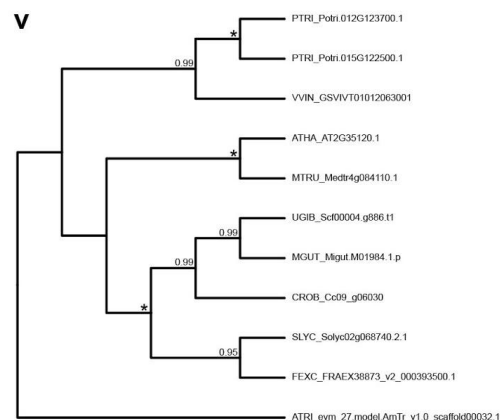 V
PTRI_Potri.012G123700.1
*
PTRI_Potri.015G122500.1
0.99
VVIN_GSVIVT01012063001
ATHA_AT2G35120.1
*
MTRU_Medtr4g084110.1
UGIB_Scf00004.g886.t1
0.99
MGUT_Migut.M01984.1.p
0.99
CROB_Cc09_g06030
*
SLYC_Solyc02g068740.2.1
0.95
FEXC_FRAEX38873_v2_000393500.1
ATRI_evm_27.model.AmTr_v1.0_scaffold00032.1